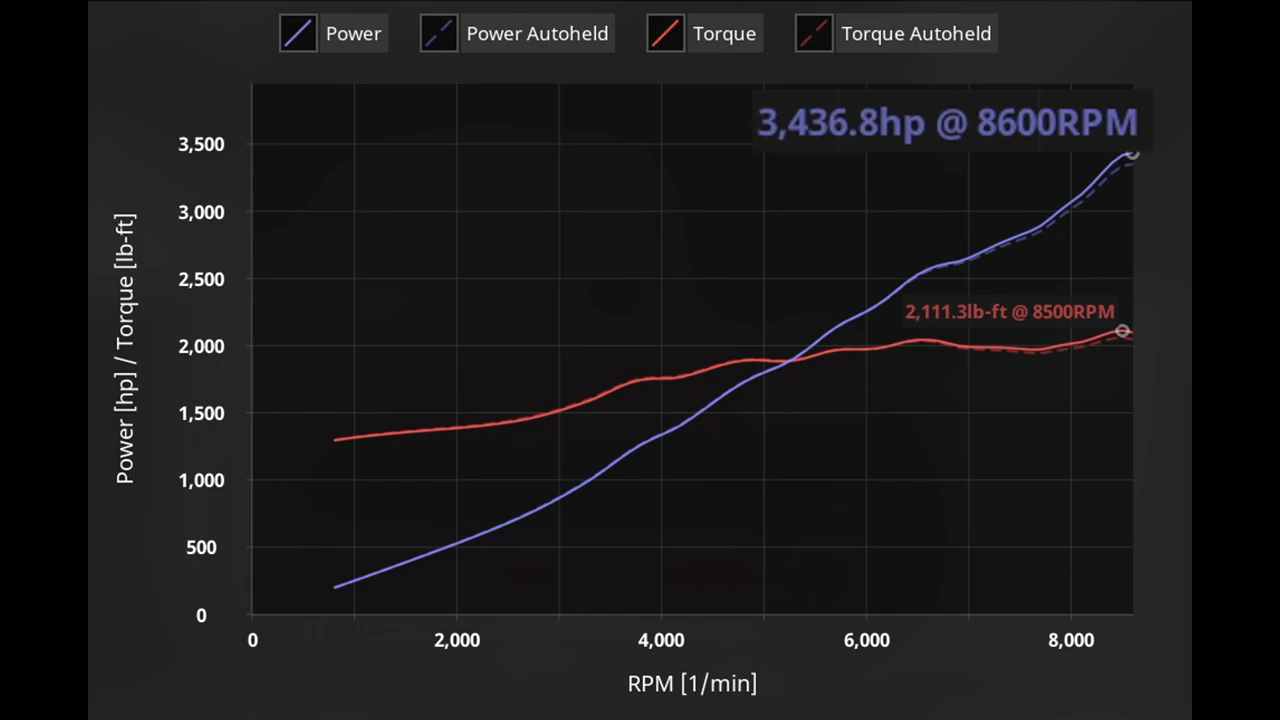 Power Power Autoheld Torque Torque Autoheld
3,436.8hp @ 8600RPM
3,500
3,000
2,500
2,111.3lb-ft @ 8500RPM
2,000
1,500
1,000
500
0
Power [hp] / Torque [lb-ft]
0 2,000 4,000 6,000 8,000
RPM [1/min]